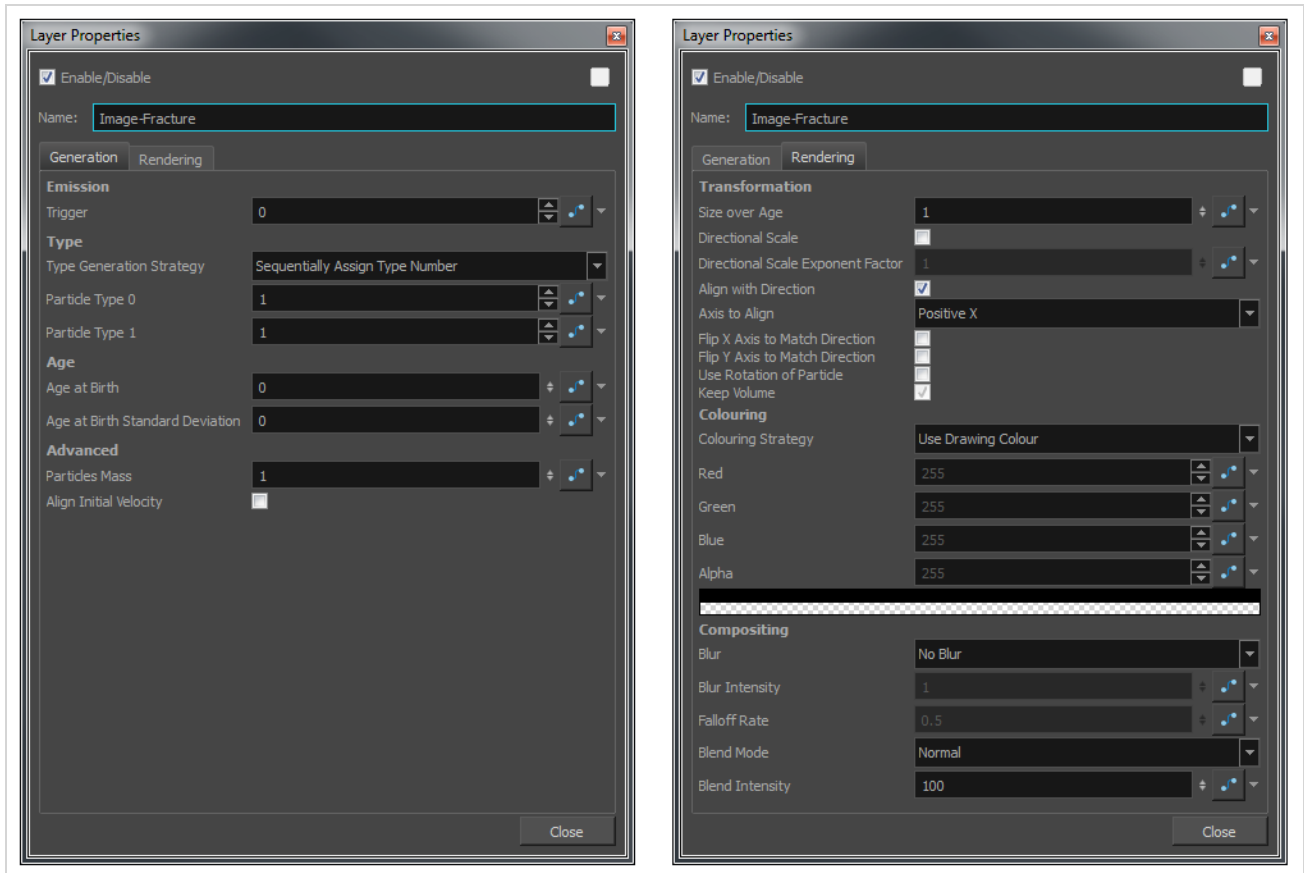 Layer Properties
Enable/Disable
Name: Image-Fracture
Generation Rendering
Emission
Trigger 0
Type
Type Generation Strategy Sequentially Assign Type Number
Particle Type 0 1
Particle Type 1 1
Age
Age at Birth 0
Age at Birth Standard Deviation 0
Advanced
Particles Mass 1
Align Initial Velocity
Close
Layer Properties
Enable/Disable
Name: Image-Fracture
Generation Rendering
Transformation
Size over Age 1
Directional Scale
Directional Scale Exponent Factor 1
Align with Direction
Axis to Align Positive X
Flip X Axis to Match Direction
Flip Y Axis to Match Direction
Use Rotation of Particle
Keep Volume
Colouring
Colouring Strategy Use Drawing Colour
Red 255
Green 255
Blue 255
Alpha 255
Compositing
Blur No Blur
Blur Intensity 1
Falloff Rate 0.5
Blend Mode Normal
Blend Intensity 100
Close